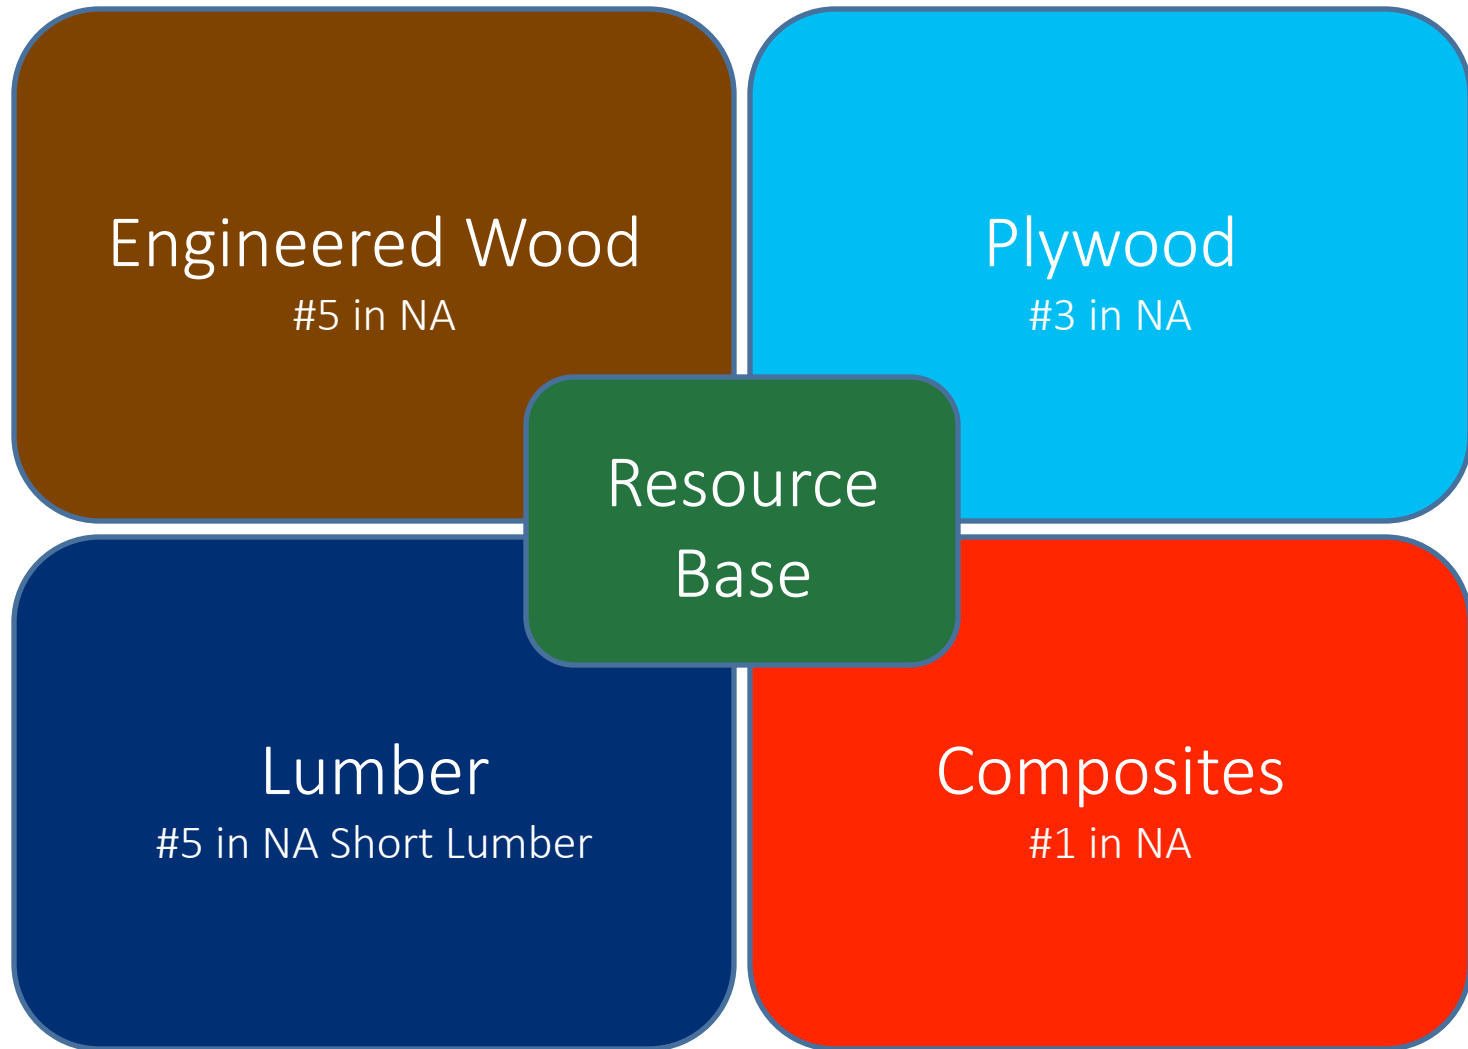 Engineered Wood
#5 in NA
Plywood
#3 in NA
Resource
Base
Lumber
#5 in NA Short Lumber
Composites
#1 in NA